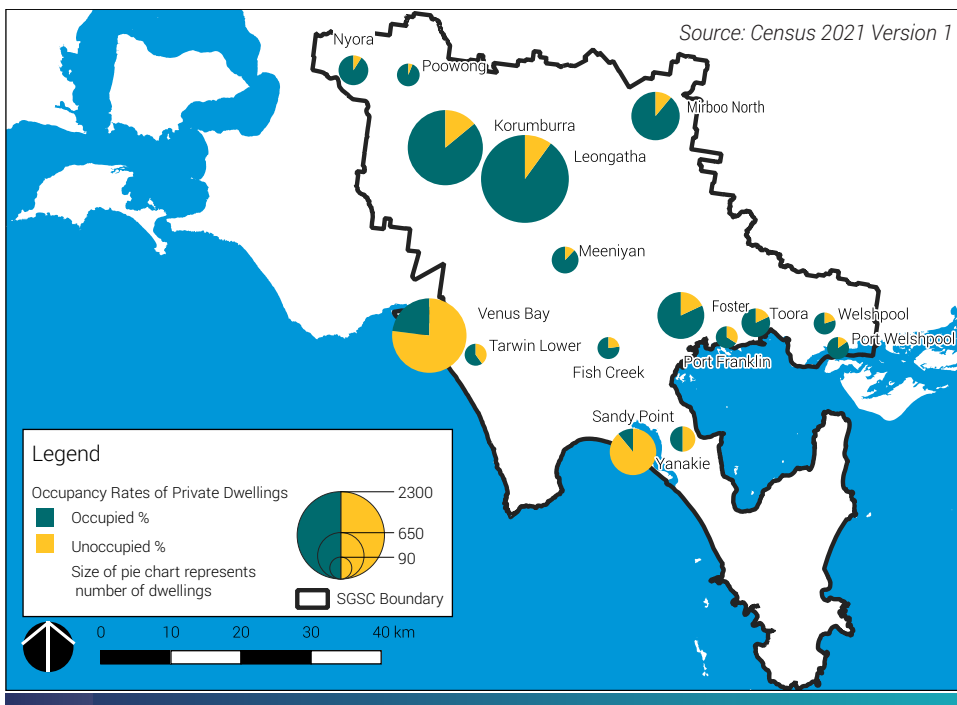 Source: Census 2021 Version 1
Nyora
Poowong
Mirboo North
Korumburra
Leongatha
Meeniyan
Venus Bay
Tarwin Lower
Fish Creek
Foster
Toora
Welshpool
Port Welshpool
Port Franklin
Sandy Point
Yanakie
Legend
Occupancy Rates of Private Dwellings
Occupied %
Unoccupied %
Size of pie chart represents
number of dwellings
2300
650
90
SGSC Boundary
0 10 20 30 40 km